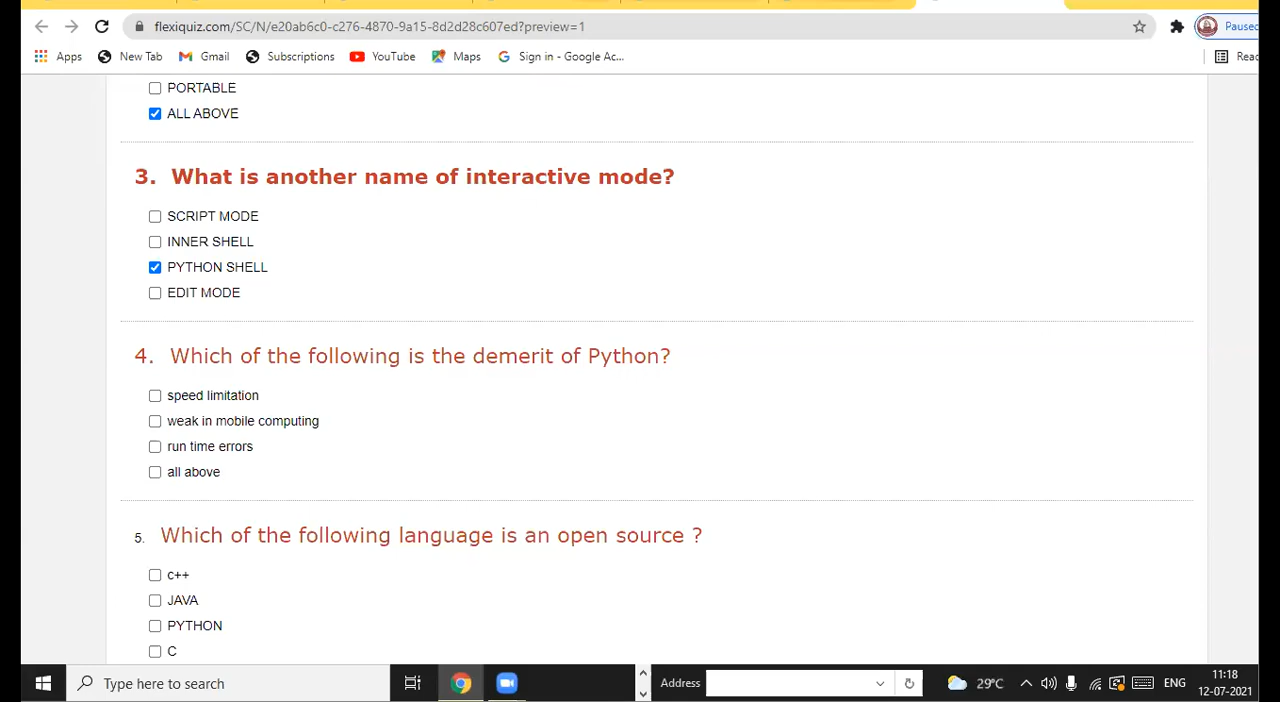 flexiquiz.com/SC/N/e20ab6c0-c276-4870-9a15-8d2d28c607ed?preview=1
Paused
Apps New Tab Gmail Subscriptions YouTube Maps Sign in - Google Ac...
PORTABLE
ALL ABOVE
3. What is another name of interactive mode?
SCRIPT MODE
INNER SHELL
PYTHON SHELL
EDIT MODE
4. Which of the following is the demerit of Python?
speed limitation
weak in mobile computing
run time errors
all above
5. Which of the following language is an open source ?
c++
JAVA
PYTHON
C
Type here to search
Address
29°C
ENG
11:18
12-07-2021